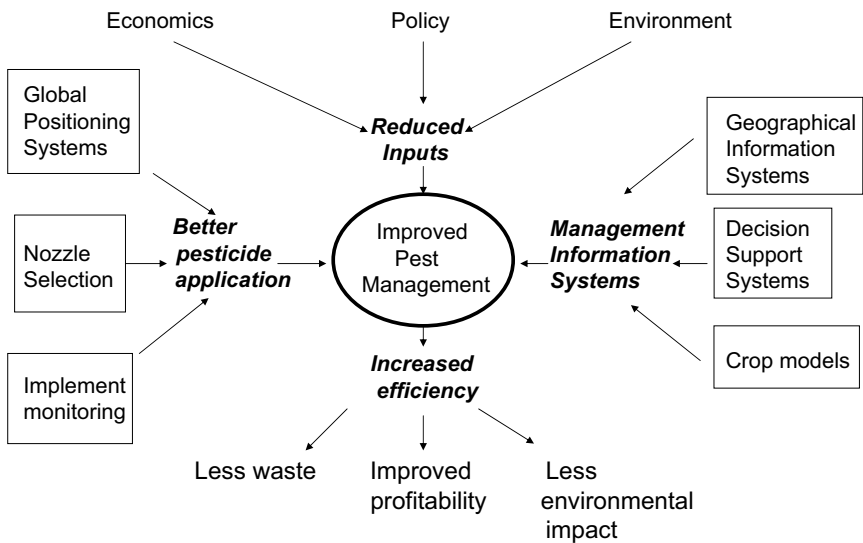 Economics
Policy
Environment
Global
Positioning
Systems
Reduced
Inputs
Geographical
Information
Systems
Nozzle
Selection
Better
pesticide
application
Improved
Pest
Management
Management
Information
Systems
Decision
Support
Systems
Implement
monitoring
Increased
efficiency
Crop models
Less waste
Improved
profitability
Less
environmental
impact